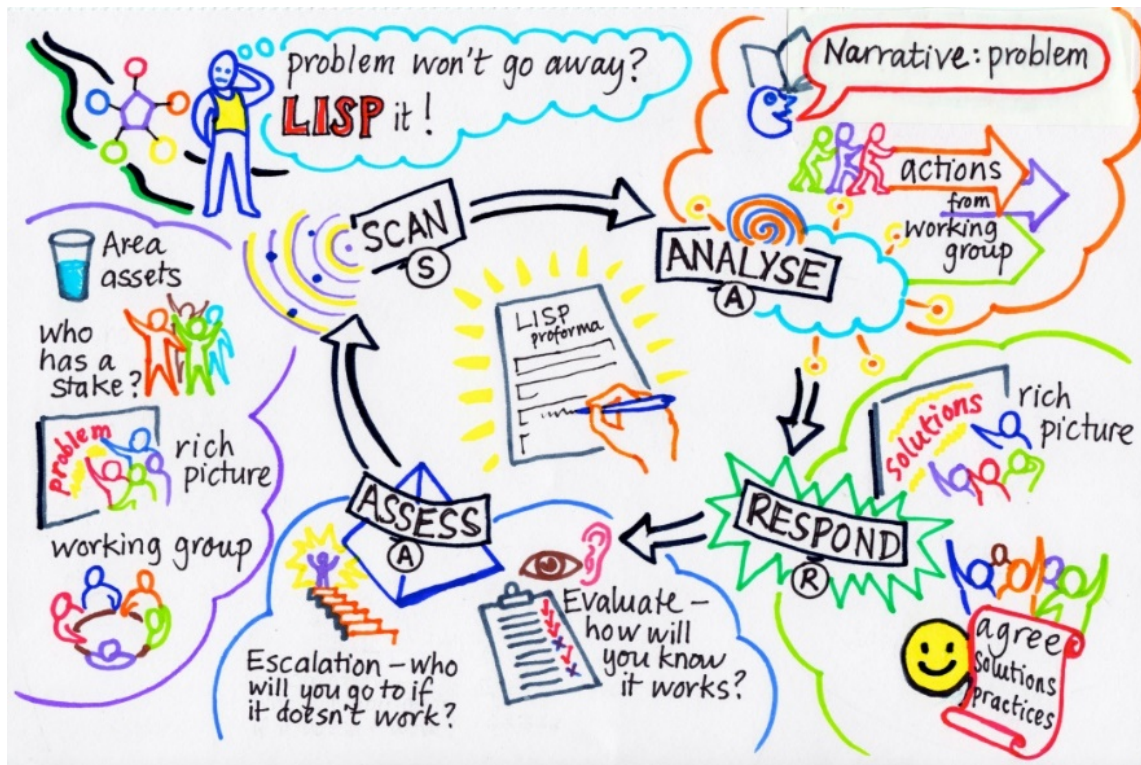 problem won't go away?
LISP it!
Narrative: problem
actions
from
working
group
SCAN
S
ANALYSE
A
Area
assets
who
has a
stake?
problem
rich
picture
working group
LISP
proforma
solutions
rich
picture
RESPOND
R
agree
solutions
practices
ASSESS
A
Evaluate –
how will
you know
it works?
Escalation – who
will you go to if
it doesn't work?